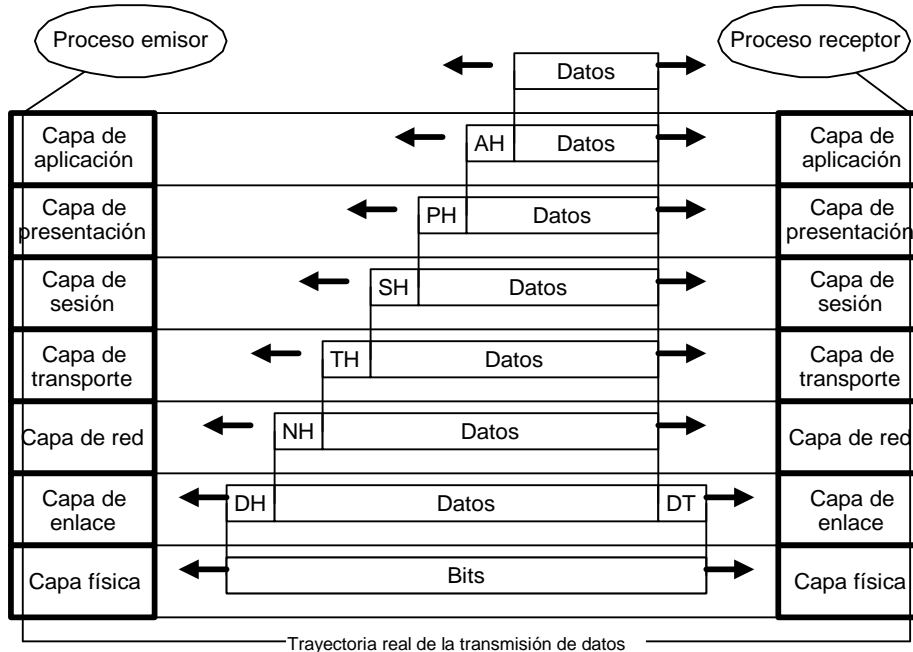 Proceso emisor
Proceso receptor
Datos
Capa de
aplicación
AH
Datos
Capa de
aplicación
Capa de
presentación
PH
Datos
Capa de
presentación
Capa de
sesión
SH
Datos
Capa de
sesión
Capa de
transporte
TH
Datos
Capa de
transporte
Capa de red
NH
Datos
Capa de red
Capa de
enlace
DH
Datos
DT
Capa de
enlace
Capa física
Bits
Capa física
Trayectoria real de la transmisión de datos